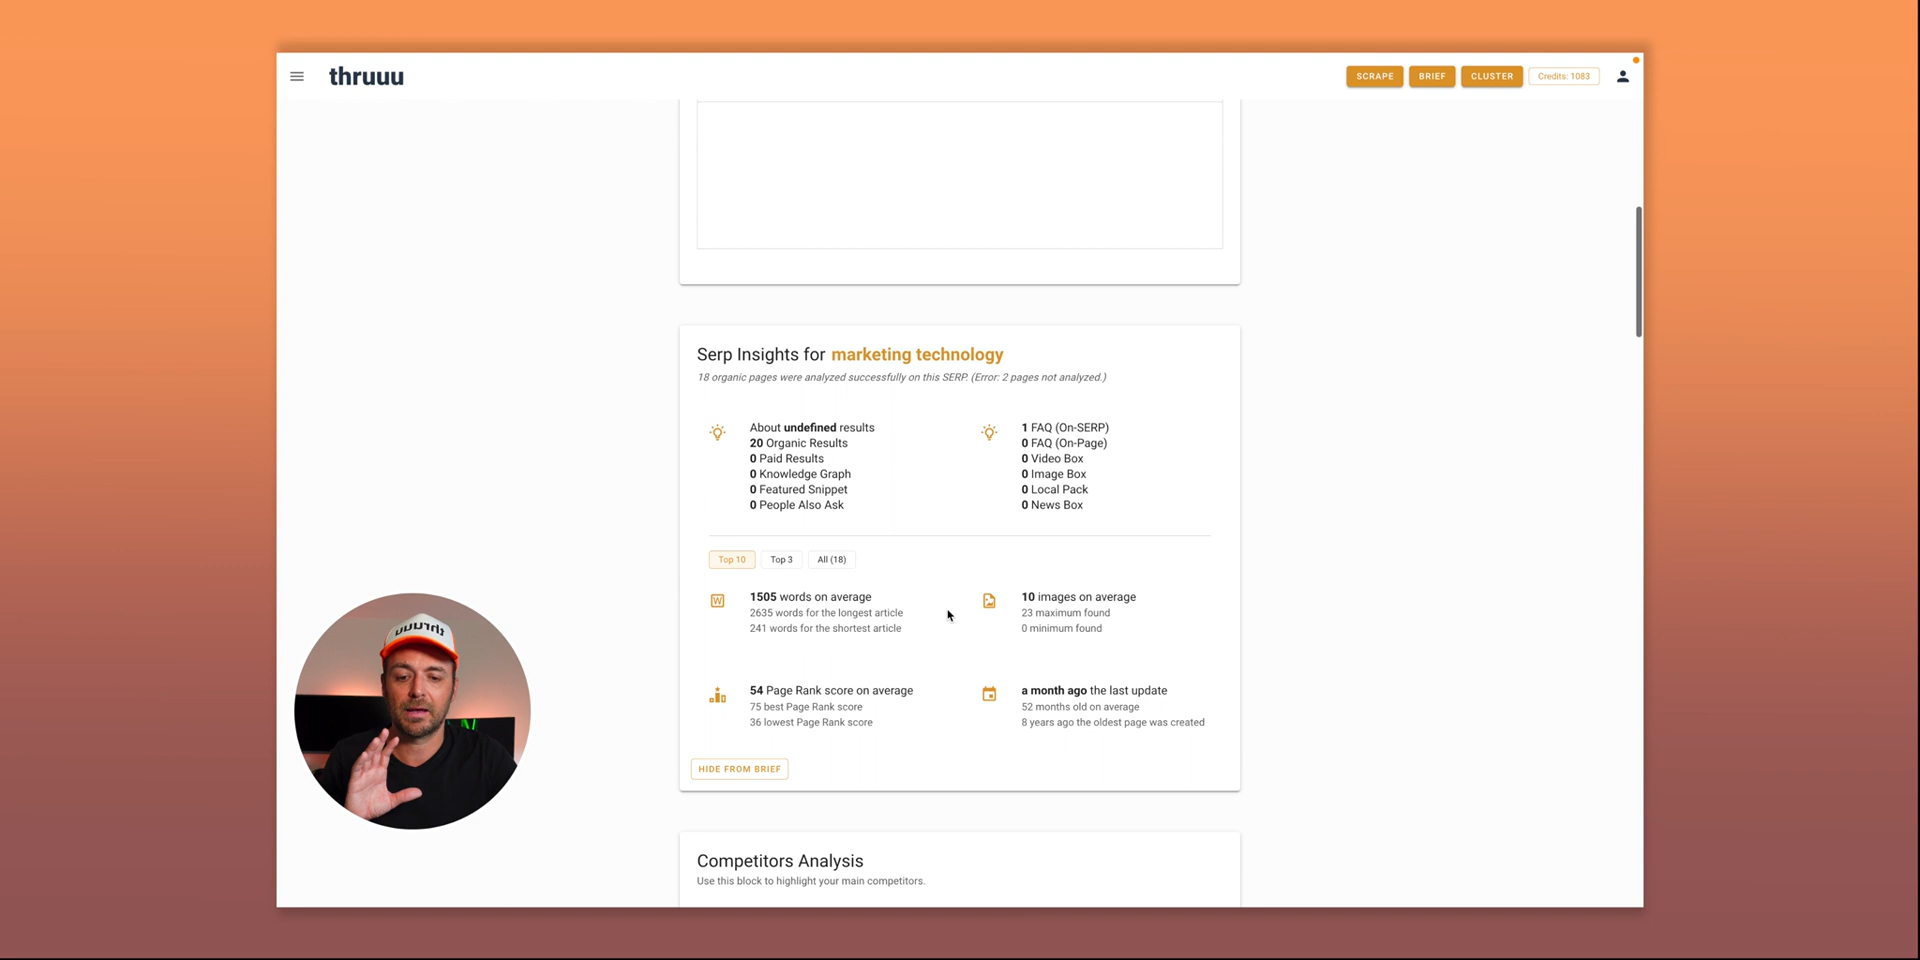 thruuu
SCRAPE
BRIEF
CLUSTER
Credits: 1083
Serp Insights for marketing technology
18 organic pages were analyzed successfully on this SERP. (Error: 2 pages not analyzed.)
About undefined results
20 Organic Results
0 Paid Results
0 Knowledge Graph
0 Featured Snippet
0 People Also Ask
1 FAQ (On-SERP)
0 FAQ (On-Page)
0 Video Box
0 Image Box
0 Local Pack
0 News Box
Top 10
Top 3
All (18)
W
1505 words on average
2635 words for the longest article
241 words for the shortest article
10 images on average
23 maximum found
0 minimum found
54 Page Rank score on average
75 best Page Rank score
36 lowest Page Rank score
a month ago the last update
52 months old on average
8 years ago the oldest page was created
thruuu
HIDE FROM BRIEF
Competitors Analysis
Use this block to highlight your main competitors.